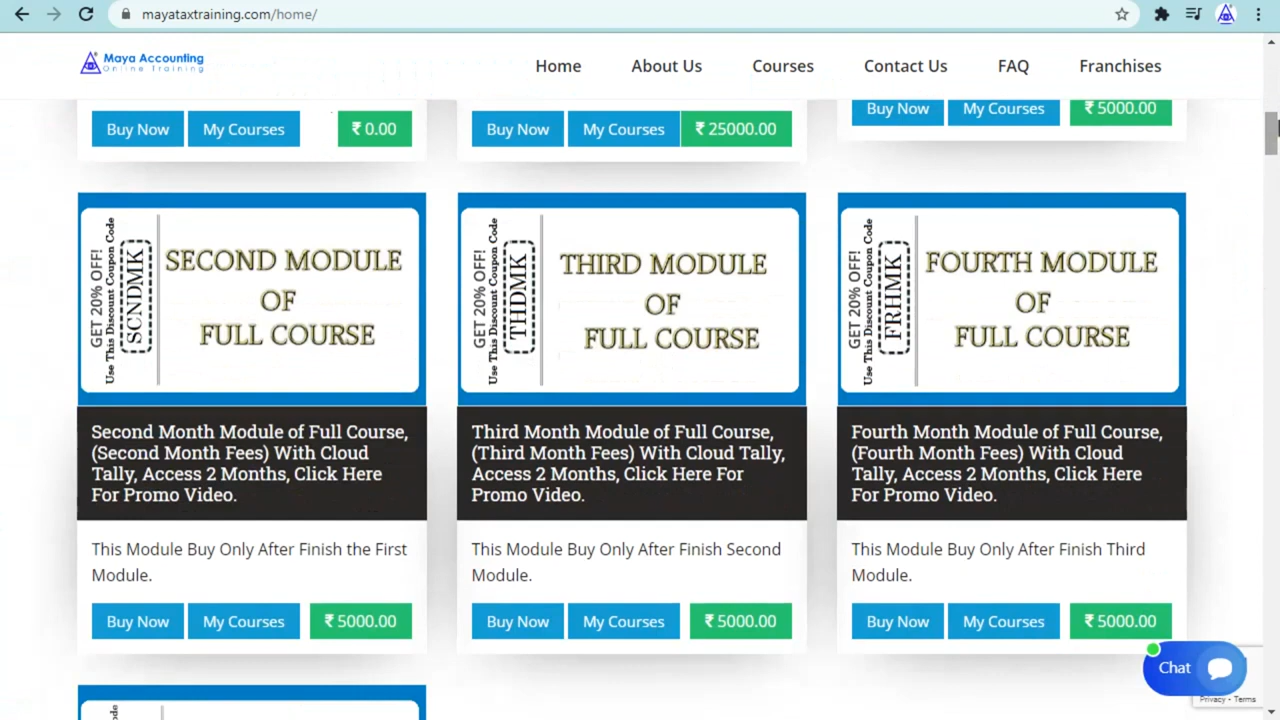 mayataxtraining.com/home/
Maya Accounting
Online Training
Home
About Us
Courses
Contact Us
FAQ
Franchises
Buy Now
My Courses
₹ 0.00
Buy Now
My Courses
₹ 25000.00
Buy Now
My Courses
₹ 5000.00
GET 20% OFF!
Use This Discount Coupon Code
SCNDMK
SECOND MODULE
OF
FULL COURSE
GET 20% OFF!
Use This Discount Coupon Code
THDMK
THIRD MODULE
OF
FULL COURSE
GET 20% OFF!
Use This Discount Coupon Code
FRHMK
FOURTH MODULE
OF
FULL COURSE
Second Month Module of Full Course,
(Second Month Fees) With Cloud
Tally, Access 2 Months, Click Here
For Promo Video.
Third Month Module of Full Course,
(Third Month Fees) With Cloud Tally,
Access 2 Months, Click Here For
Promo Video.
Fourth Month Module of Full Course,
(Fourth Month Fees) With Cloud
Tally, Access 2 Months, Click Here
For Promo Video.
This Module Buy Only After Finish the First
Module.
This Module Buy Only After Finish Second
Module.
This Module Buy Only After Finish Third
Module.
Buy Now
My Courses
₹ 5000.00
Buy Now
My Courses
₹ 5000.00
Buy Now
My Courses
₹ 5000.00
Chat
Privacy - Terms
ode